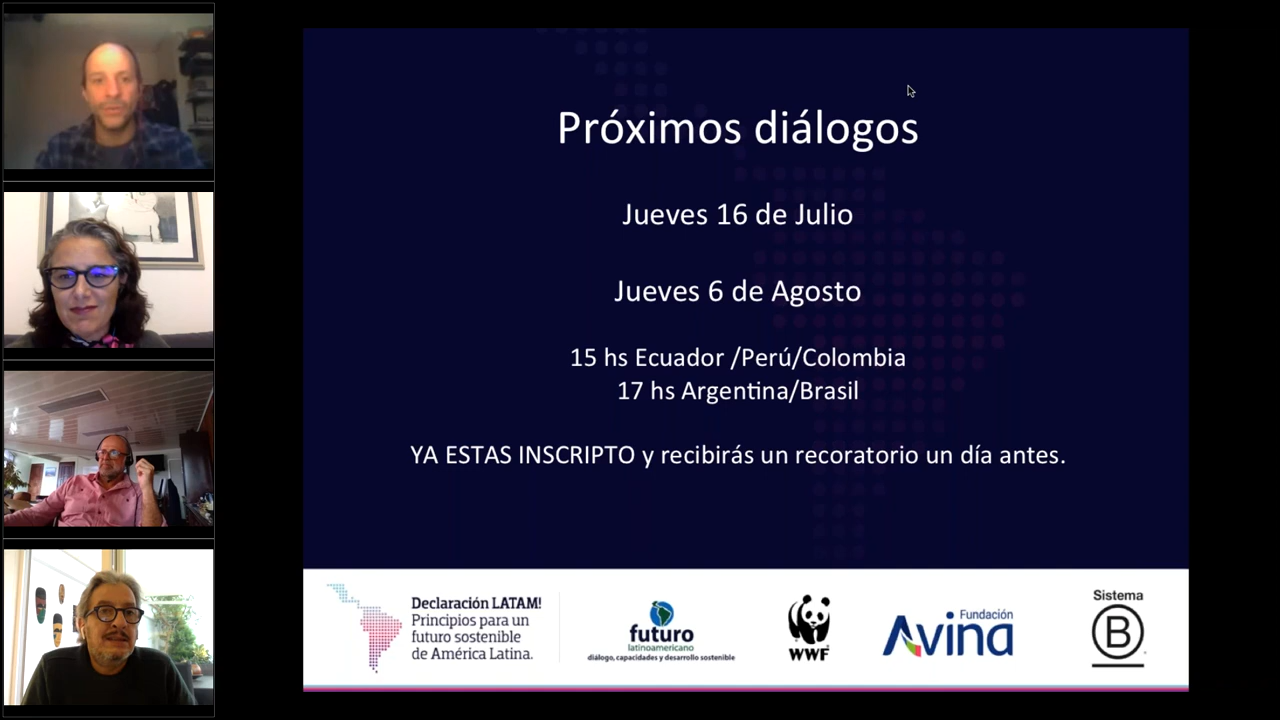 Próximos diálogos
Jueves 16 de Julio
Jueves 6 de Agosto
15 hs Ecuador /Perú/Colombia
17 hs Argentina/Brasil
YA ESTAS INSCRIPTO y recibirás un recoratorio un día antes.
Declaración LATAM!
Principios para un
futuro sostenible
de América Latina.
futuro
latinoamericano
diálogo, capacidades y desarrollo sostenible
WWF
Fundación
Avina
Sistema
B